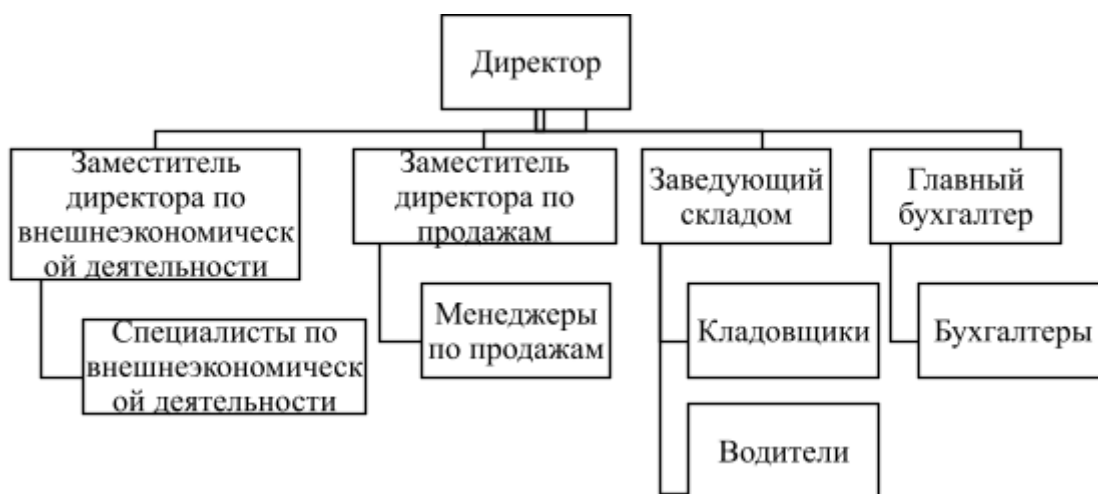 Директор
Заместитель
директора по
внешнеэкономическ
ой деятельности
Заместитель
директора по
продажам
Заведующий
складом
Главный
бухгалтер
Специалисты по
внешнеэкономическ
ой деятельности
Менеджеры
по продажам
Кладовщики
Бухгалтеры
Водители